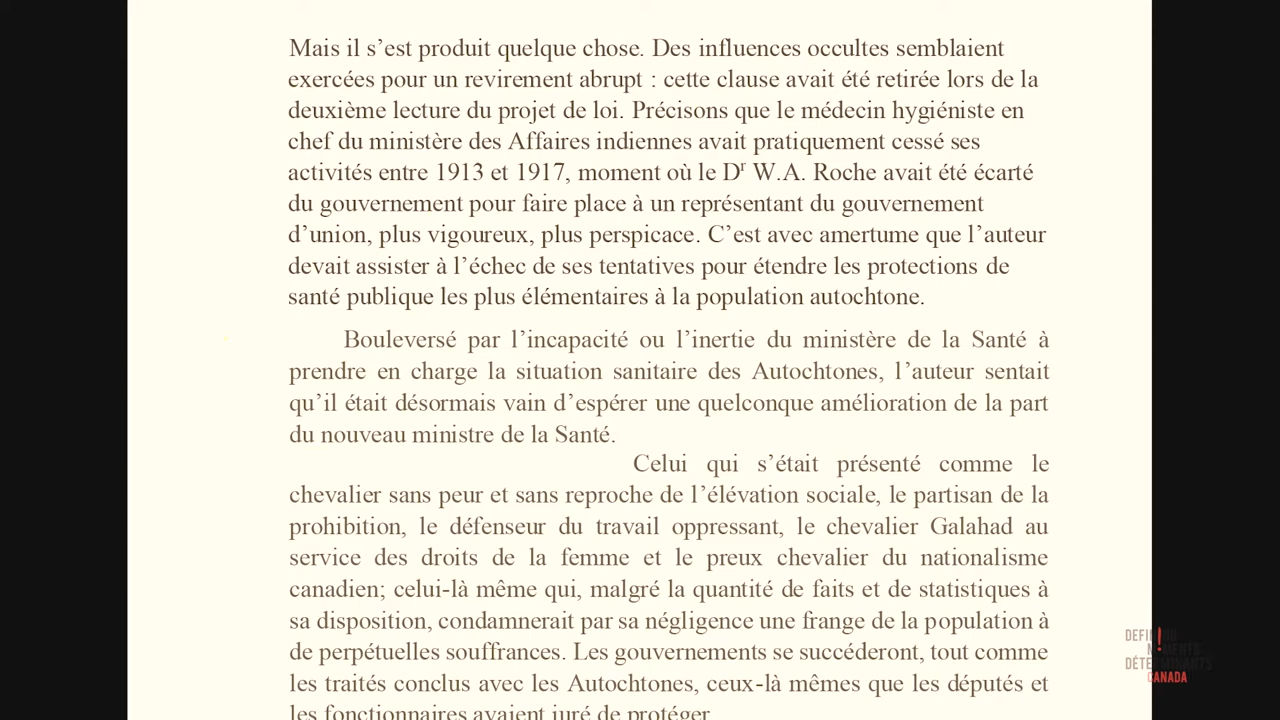 Mais il s’est produit quelque chose. Des influences occultes semblaient
exercées pour un revirement abrupt : cette clause avait été retirée lors de la
deuxième lecture du projet de loi. Précisons que le médecin hygiéniste en
chef du ministère des Affaires indiennes avait pratiquement cessé ses
activités entre 1913 et 1917, moment où le Dr W.A. Roche avait été écarté
du gouvernement pour faire place à un représentant du gouvernement
d’union, plus vigoureux, plus perspicace. C’est avec amertume que l’auteur
devait assister à l’échec de ses tentatives pour étendre les protections de
santé publique les plus élémentaires à la population autochtone.
Bouleversé par l’incapacité ou l’inertie du ministère de la Santé à
prendre en charge la situation sanitaire des Autochtones, l’auteur sentait
qu’il était désormais vain d’espérer une quelconque amélioration de la part
du nouveau ministre de la Santé.
Celui qui s’était présenté comme le
chevalier sans peur et sans reproche de l’élévation sociale, le partisan de la
prohibition, le défenseur du travail oppressant, le chevalier Galahad au
service des droits de la femme et le preux chevalier du nationalisme
canadien; celui-là même qui, malgré la quantité de faits et de statistiques à
sa disposition, condamnerait par sa négligence une frange de la population à
de perpétuelles souffrances. Les gouvernements se succéderont, tout comme
les traités conclus avec les Autochtones, ceux-là mêmes que les députés et
les fonctionnaires avaient juré de protéger.
DEFINING
MOMENTS
DÉTERMINANTS
CANADA